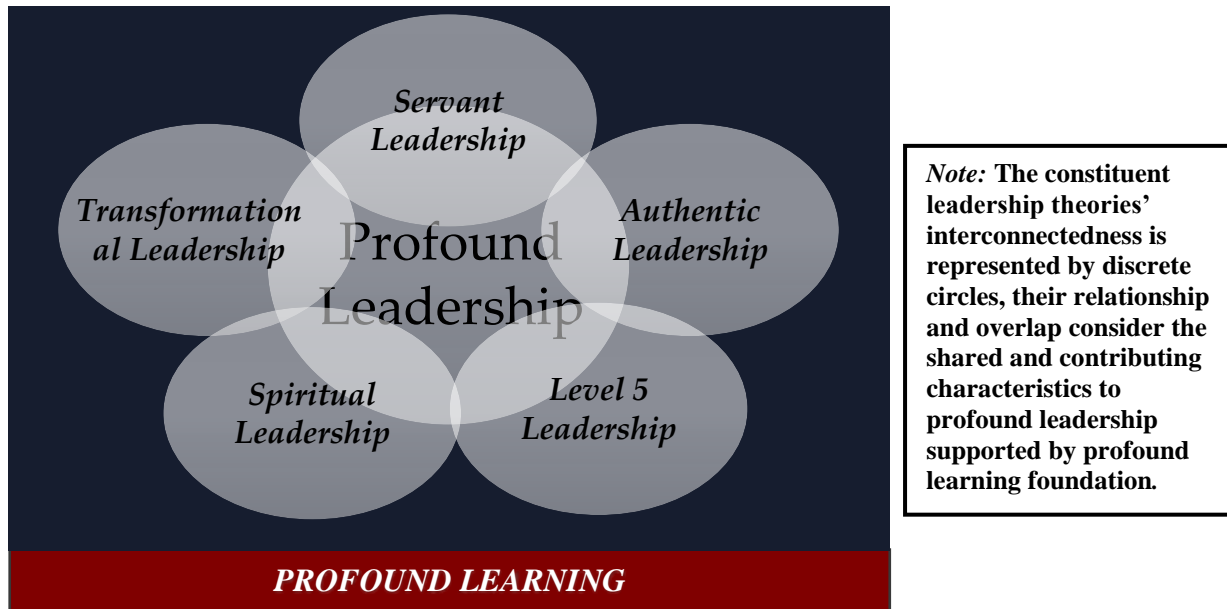 Servant
Leadership
Transformation
al Leadership
Profound
Leadership
Authentic
Leadership
Spiritual
Leadership
Level 5
Leadership
PROFOUND LEARNING
Note: The constituent
leadership theories’
interconnectedness is
represented by discrete
circles, their relationship
and overlap consider the
shared and contributing
characteristics to
profound leadership
supported by profound
learning foundation.